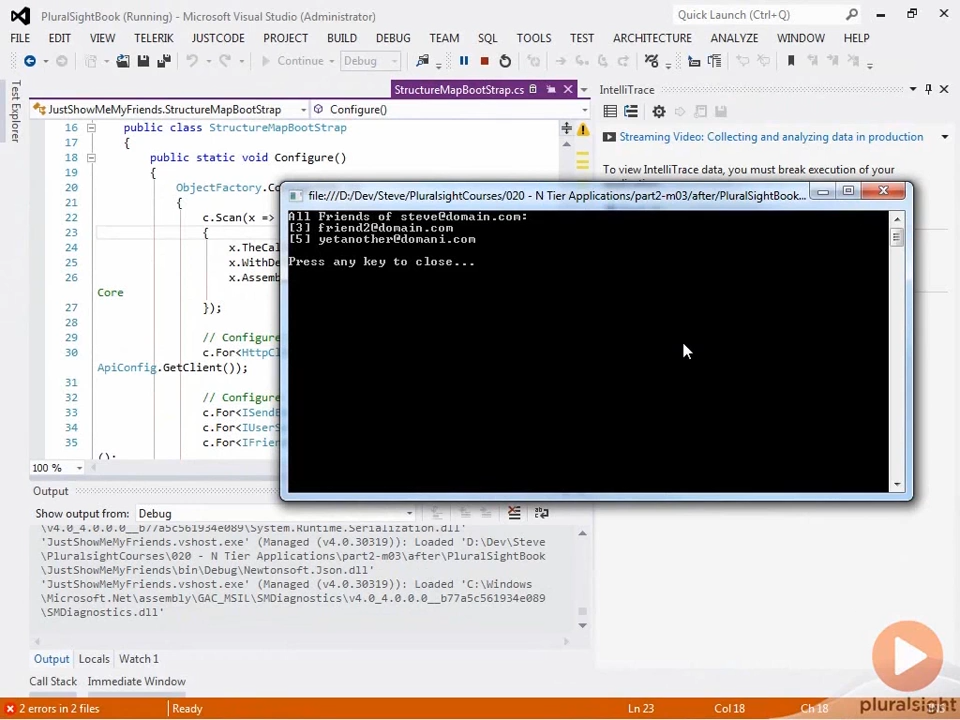 PluralSightBook (Running) - Microsoft Visual Studio (Administrator)
Quick Launch (Ctrl+Q)
FILE EDIT VIEW TELERIK JUSTCODE PROJECT BUILD DEBUG TEAM SQL TOOLS TEST ARCHITECTURE ANALYZE WINDOW HELP
Continue Debug
Test Explorer
StructureMapBootStrap.cs
JustShowMeMyFriends.StructureMapBootStrap Configure()
16 public class StructureMapBootStrap
17 {
18 public static void Configure()
19 {
20 ObjectFactory.Co
21 {
22 c.Scan(x =>
23 {
24 x.TheCal
25 x.WithDe
26 x.Assemb
Core
27 });
28
29 // Configure
30 c.For<HttpCl
ApiConfig.GetClient());
31
32 // Configure
33 c.For<ISendE
34 c.For<IUserS
35 c.For<IFrien
();
100 %
IntelliTrace
Streaming Video: Collecting and analyzing data in production
To view IntelliTrace data, you must break execution of your
file:///D:/Dev/Steve/PluralsightCourses/020 - N Tier Applications/part2-m03/after/PluralSightBook...
All Friends of steve@domain.com:
[3] friend2@domain.com
[5] yetanother@domani.com
Press any key to close...
Output
Show output from: Debug
\v4.0_4.0.0.0__b77a5c561934e089\System.Runtime.Serialization.dll'
'JustShowMeMyFriends.vshost.exe' (Managed (v4.0.30319)): Loaded 'D:\Dev\Steve
\PluralsightCourses\020 - N Tier Applications\part2-m03\after\PluralSightBook
\JustShowMeMyFriends\bin\Debug\Newtonsoft.Json.dll'
'JustShowMeMyFriends.vshost.exe' (Managed (v4.0.30319)): Loaded 'C:\Windows
\Microsoft.Net\assembly\GAC_MSIL\SMDiagnostics\v4.0_4.0.0.0__b77a5c561934e089
\SMDiagnostics.dll'
Output Locals Watch 1
Call Stack Immediate Window
2 errors in 2 files Ready Ln 23 Col 18 Ch 18
pluralsight